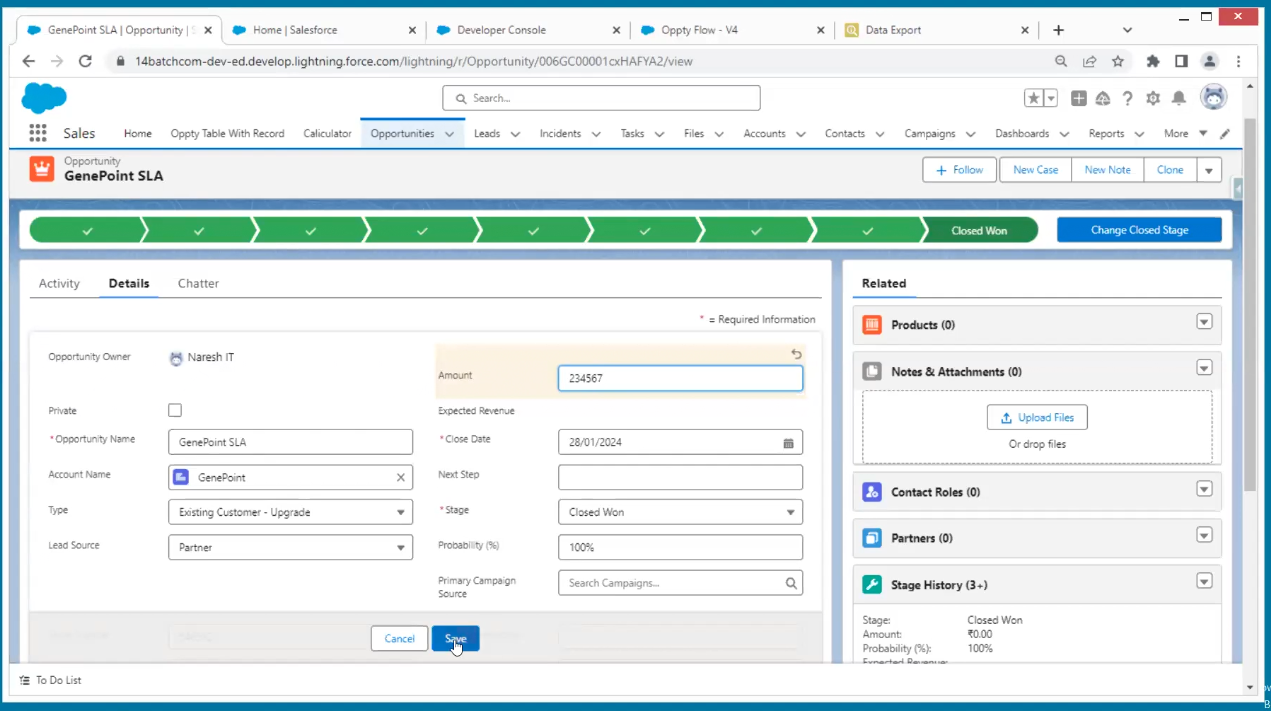 GenePoint SLA | Opportunity | S
Home | Salesforce
Developer Console
Oppty Flow - V4
Data Export
14batchcom-dev-ed.develop.lightning.force.com/lightning/r/Opportunity/006GC00001cxHAFYA2/view
Search...
Sales
Home
Oppty Table With Record
Calculator
Opportunities
Leads
Incidents
Tasks
Files
Accounts
Contacts
Campaigns
Dashboards
Reports
More
Opportunity
GenePoint SLA
+ Follow
New Case
New Note
Clone
Closed Won
Change Closed Stage
Activity
Details
Chatter
* = Required Information
Opportunity Owner
Naresh IT
Amount
234567
Private
Expected Revenue
*Opportunity Name
GenePoint SLA
*Close Date
28/01/2024
Account Name
GenePoint
Next Step
Type
Existing Customer - Upgrade
*Stage
Closed Won
Lead Source
Partner
Probability (%)
100%
Primary Campaign
Source
Search Campaigns...
Cancel
Save
Related
Products (0)
Notes & Attachments (0)
Upload Files
Or drop files
Contact Roles (0)
Partners (0)
Stage History (3+)
Stage:
Closed Won
Amount:
₹0.00
Probability (%):
100%
Expected Revenue:
To Do List